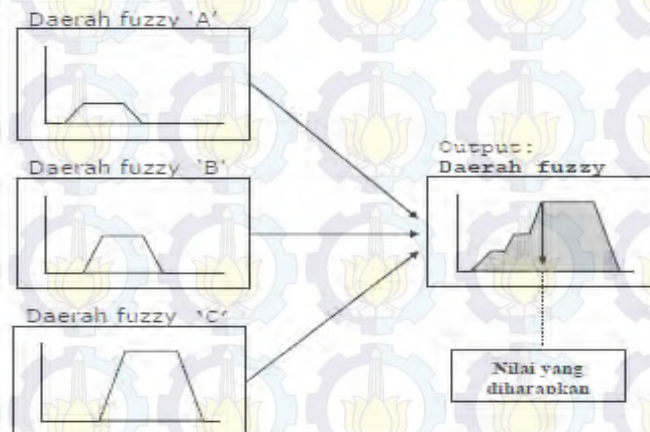 Daerah fuzzy 'A'
Daerah fuzzy 'B'
Daerah fuzzy 'C'
Output:
Daerah fuzzy
Nilai yang
diharapkan